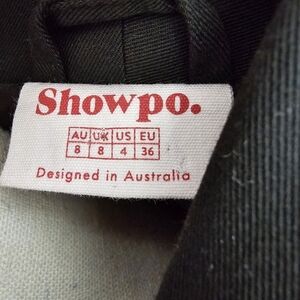 Showpo.
AU UK US EU
8 8 4 36
Designed in Australia